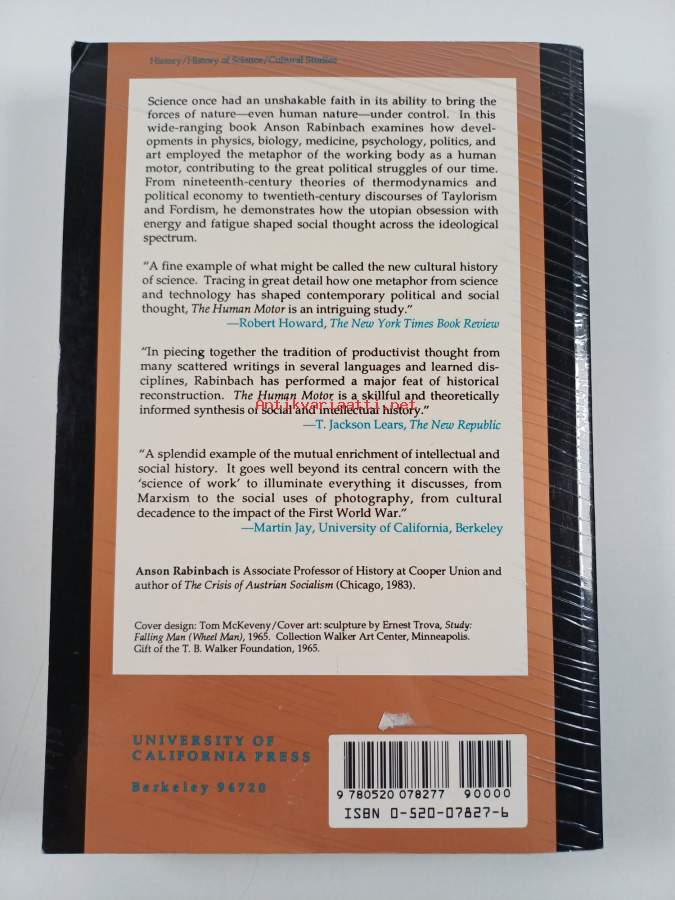 History/History of Science/Cultural Studies
Science once had an unshakable faith in its ability to bring the
forces of nature—even human nature—under control. In this
wide-ranging book Anson Rabinbach examines how devel-
opments in physics, biology, medicine, psychology, politics, and
art employed the metaphor of the working body as a human
motor, contributing to the great political struggles of our time.
From nineteenth-century theories of thermodynamics and
political economy to twentieth-century discourses of Taylorism
and Fordism, he demonstrates how the utopian obsession with
energy and fatigue shaped social thought across the ideological
spectrum.
“A fine example of what might be called the new cultural history
of science. Tracing in great detail how one metaphor from science
and technology has shaped contemporary political and social
thought, The Human Motor is an intriguing study.”
—Robert Howard, The New York Times Book Review
“In piecing together the tradition of productivist thought from
many scattered writings in several languages and learned dis-
ciplines, Rabinbach has performed a major feat of historical
reconstruction. The Human Motor is a skillful and theoretically
informed synthesis of social and intellectual history.”
Antikvariaatti.net
—T. Jackson Lears, The New Republic
“A splendid example of the mutual enrichment of intellectual and
social history. It goes well beyond its central concern with the
‘science of work’ to illuminate everything it discusses, from
Marxism to the social uses of photography, from cultural
decadence to the impact of the First World War.”
—Martin Jay, University of California, Berkeley
Anson Rabinbach is Associate Professor of History at Cooper Union and
author of The Crisis of Austrian Socialism (Chicago, 1983).
Cover design: Tom McKeveny/Cover art: sculpture by Ernest Trova, Study:
Falling Man (Wheel Man), 1965. Collection Walker Art Center, Minneapolis.
Gift of the T. B. Walker Foundation, 1965.
UNIVERSITY OF
CALIFORNIA PRESS
Berkeley 94720
9 780520 078277 90000
ISBN 0-520-07827-6